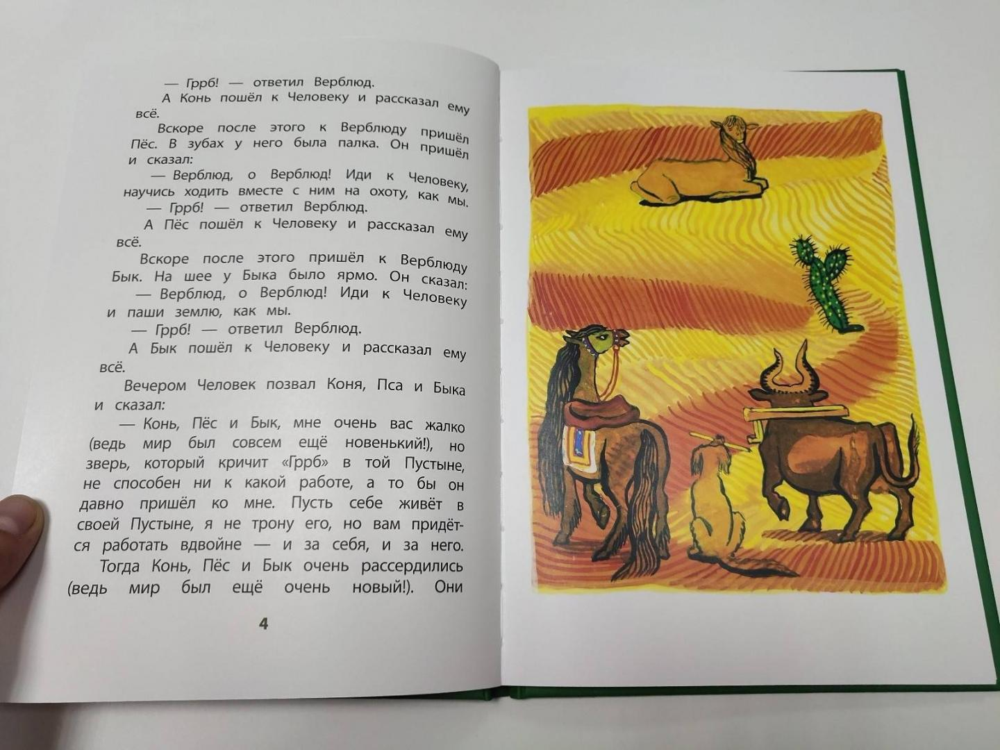 — Гррб! — ответил Верблюд.
А Конь пошёл к Человеку и рассказал ему
всё.
Вскоре после этого к Верблюду пришёл
Пёс. В зубах у него была палка. Он пришёл
и сказал:
— Верблюд, о Верблюд! Иди к Человеку,
научись ходить вместе с ним на охоту, как мы.
— Гррб! — ответил Верблюд.
А Пёс пошёл к Человеку и рассказал ему
всё.
Вскоре после этого пришёл к Верблюду
Бык. На шее у Быка было ярмо. Он сказал:
— Верблюд, о Верблюд! Иди к Человеку
и паши землю, как мы.
— Гррб! — ответил Верблюд.
А Бык пошёл к Человеку и рассказал ему
всё.
Вечером Человек позвал Коня, Пса и Быка
и сказал:
— Конь, Пёс и Бык, мне очень вас жалко
(ведь мир был совсем ещё новенький!), но
зверь, который кричит «Гррб» в той Пустыне,
не способен ни к какой работе, а то бы он
давно пришёл ко мне. Пусть себе живёт в
своей Пустыне, я не трону его, но вам придёт-
ся работать вдвойне — и за себя, и за него.
Тогда Конь, Пёс и Бык очень рассердились
(ведь мир был ещё очень новый!). Они
4